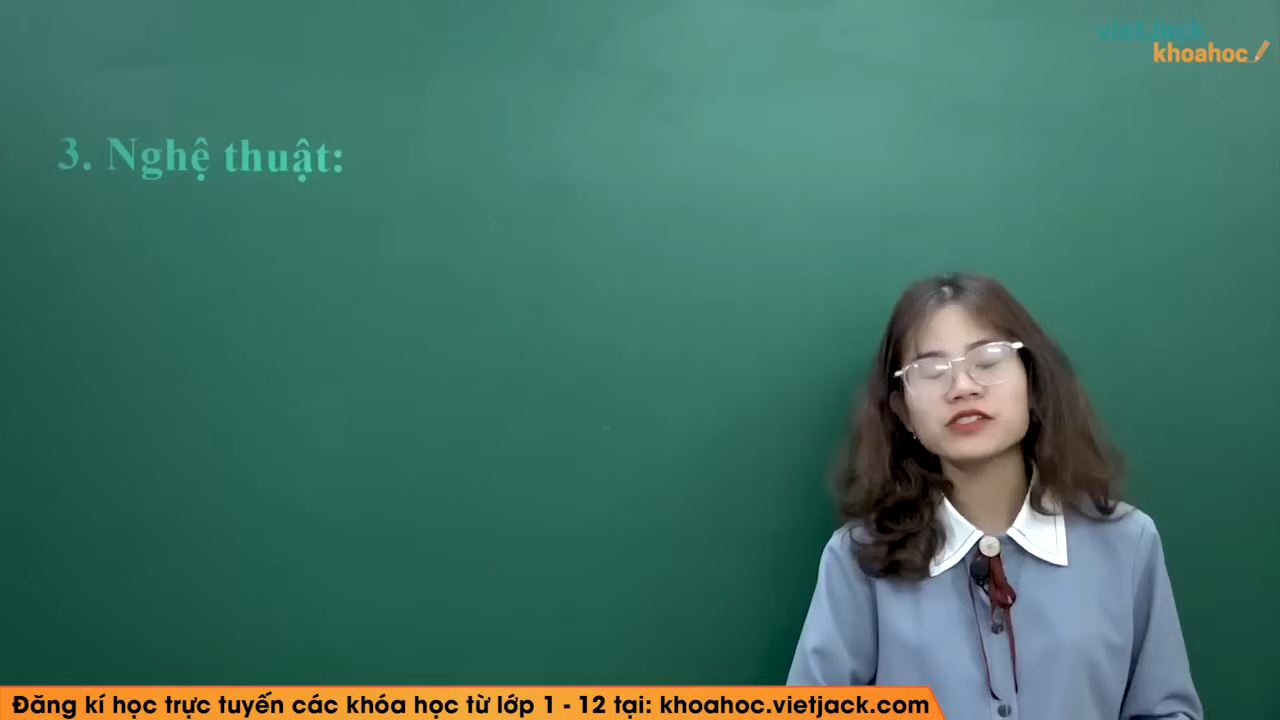 vietJack
khoahoc
3. Nghệ thuật:
Đăng kí học trực tuyến các khóa học từ lớp 1 - 12 tại: khoahoc.vietjack.com